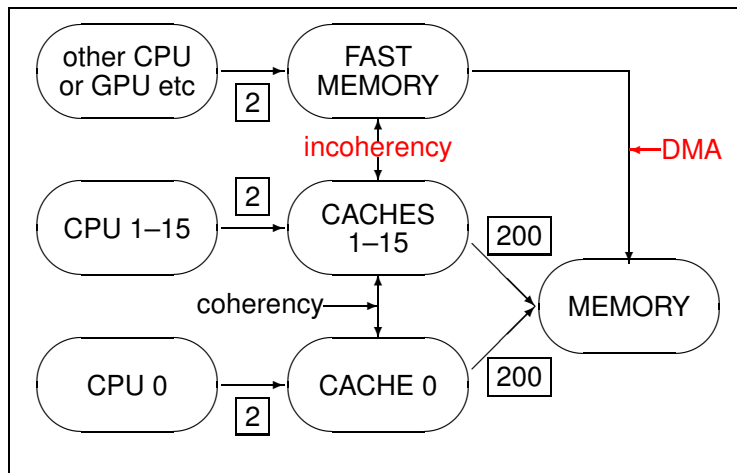 other CPU
or GPU etc
2
FAST
MEMORY
incoherency
DMA
CPU 1–15
2
CACHES
1–15
200
coherency
MEMORY
CPU 0
2
CACHE 0
200